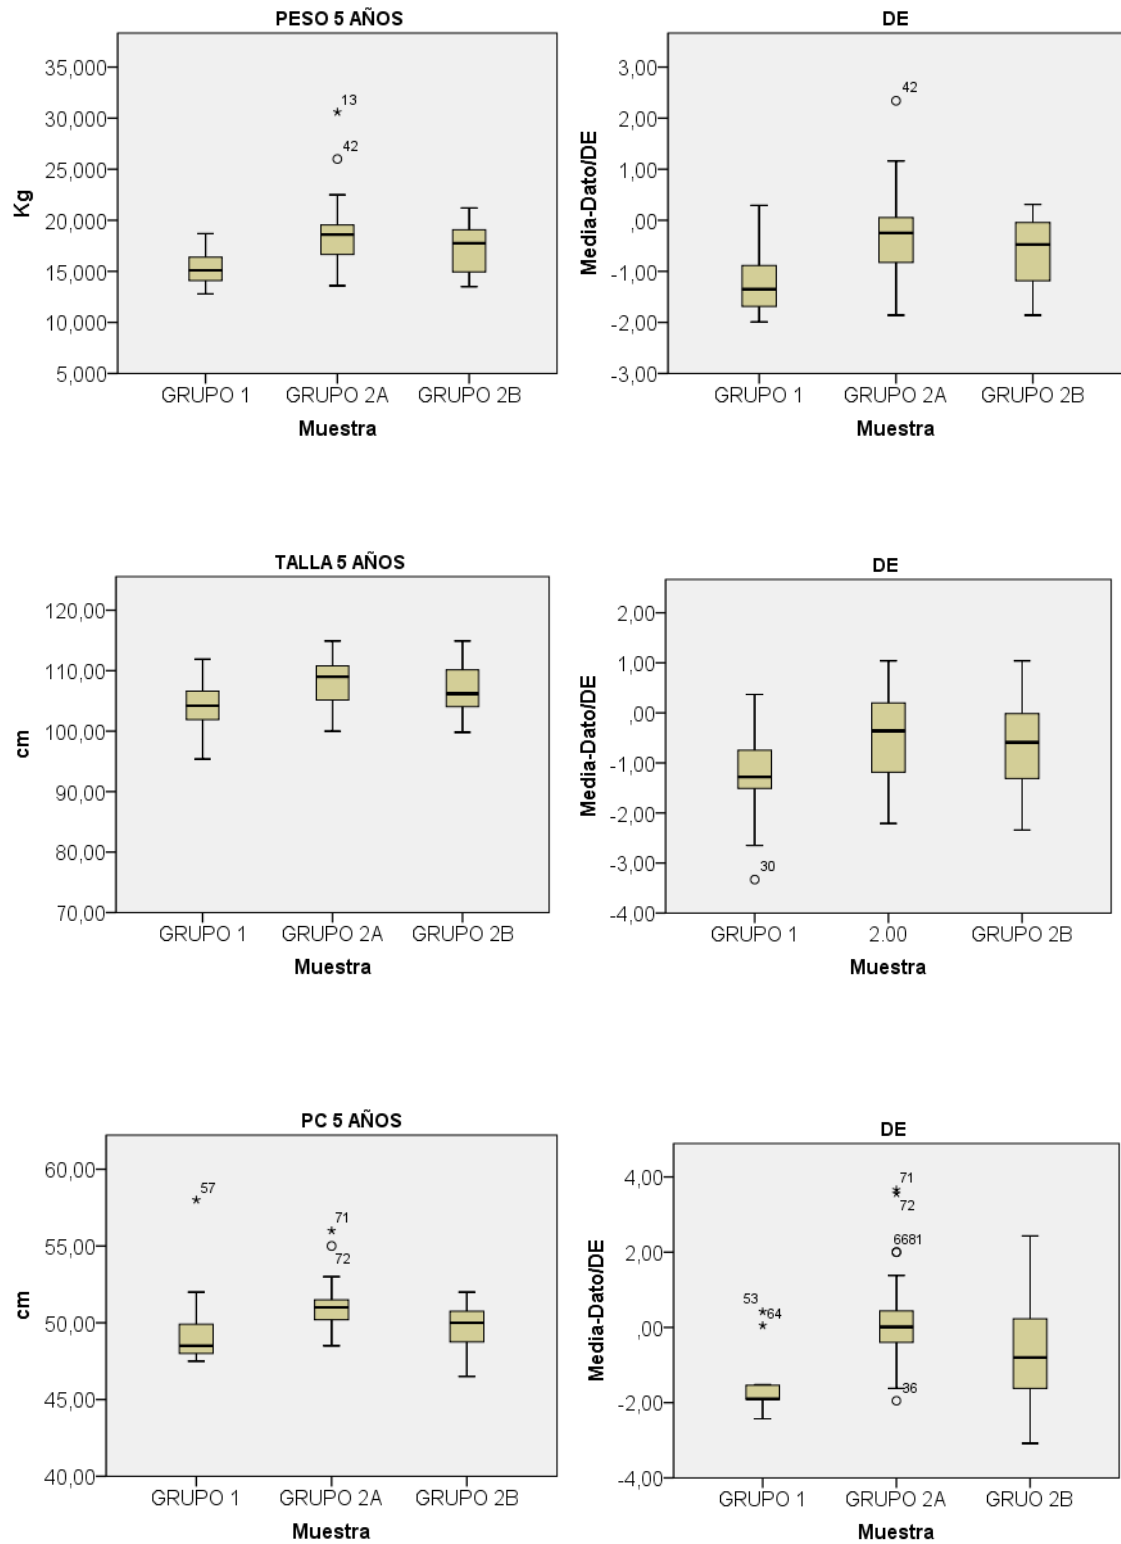 PESO 5 AÑOS
35,000
30,000
25,000
20,000
15,000
10,000
5,000
Kg
13
42
GRUPO 1 GRUPO 2A GRUPO 2B
Muestra
DE
3,00
2,00
1,00
,00
-1,00
-2,00
-3,00
Media-Dato/DE
42
GRUPO 1 GRUPO 2A GRUPO 2B
Muestra
TALLA 5 AÑOS
120,00
110,00
100,00
90,00
80,00
70,00
cm
GRUPO 1 GRUPO 2A GRUPO 2B
Muestra
DE
2,00
1,00
,00
-1,00
-2,00
-3,00
-4,00
Media-Dato/DE
30
GRUPO 1 2.00 GRUPO 2B
Muestra
PC 5 AÑOS
60,00
55,00
50,00
45,00
40,00
cm
57
71
72
GRUPO 1 GRUPO 2A GRUPO 2B
Muestra
DE
4,00
2,00
,00
-2,00
-4,00
Media-Dato/DE
71
72
6681
53
64
36
GRUPO 1 GRUPO 2A GRUO 2B
Muestra